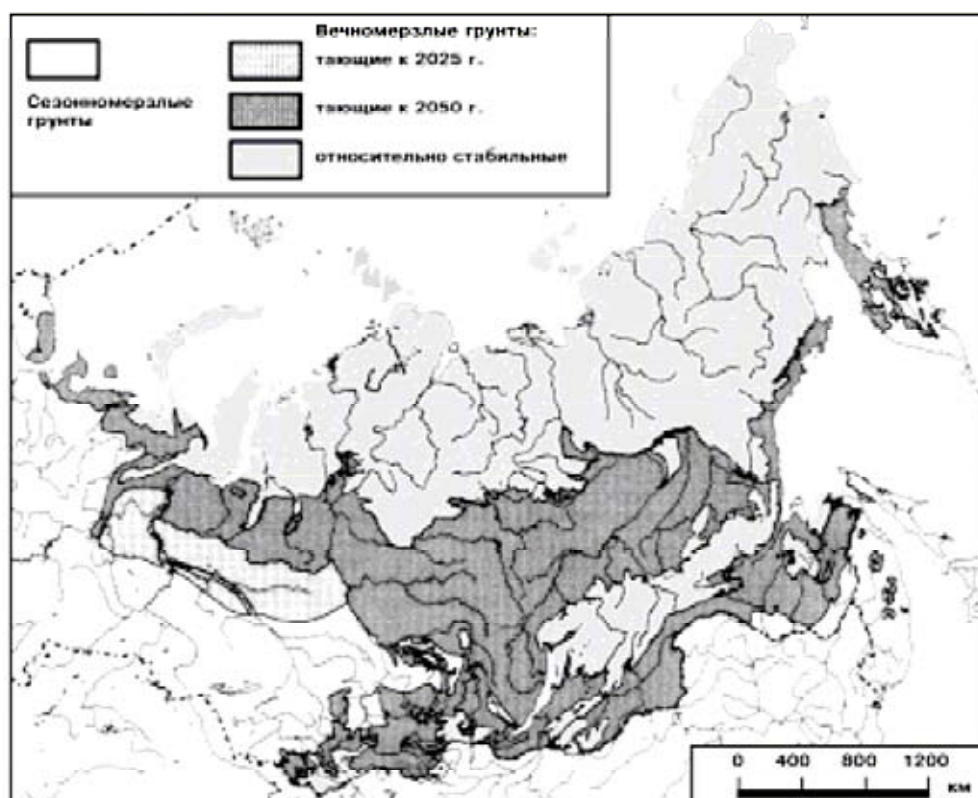 Вечномерзлые грунты:
тающие к 2025 г.
Сезонномерзлые
грунты
тающие к 2050 г.
относительно стабильные
0 400 800 1200
км